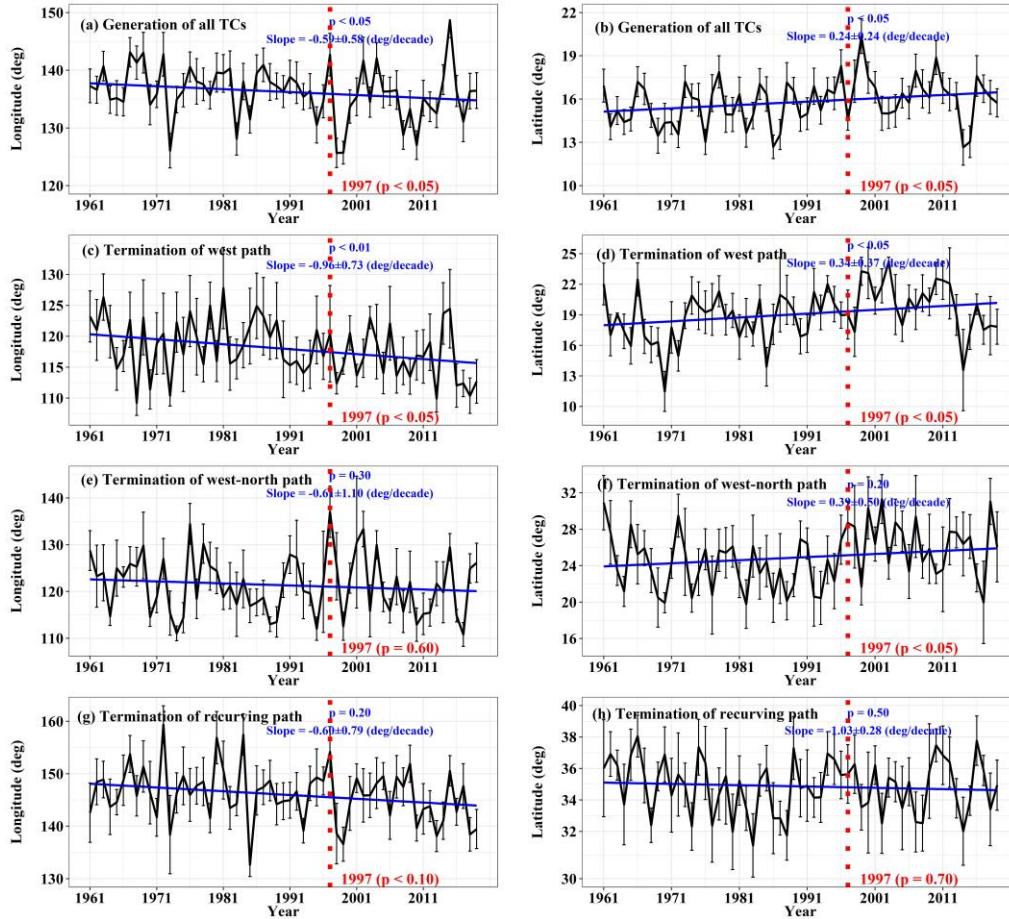 (a) Generation of all TCs
p < 0.05
Slope = -0.59±0.58 (deg/decade)
Longitude (deg)
150
140
130
120
1997 (p < 0.05)
1961 1971 1981 1991 2001 2011
Year
(b) Generation of all TCs
p < 0.05
Slope = 0.24±0.24 (deg/decade)
Latitude (deg)
22
19
16
13
10
1997 (p < 0.05)
1961 1971 1981 1991 2001 2011
Year
(c) Termination of west path
p < 0.01
Slope = -0.96±0.73 (deg/decade)
Longitude (deg)
135
130
125
120
115
110
1997 (p < 0.05)
1961 1971 1981 1991 2001 2011
Year
(d) Termination of west path
p < 0.05
Slope = 0.34±0.37 (deg/decade)
Latitude (deg)
25
22
19
16
13
10
1997 (p < 0.05)
1961 1971 1981 1991 2001 2011
Year
(e) Termination of west-north path
p = 0.30
Slope = -0.61±1.10 (deg/decade)
Longitude (deg)
140
130
120
110
1997 (p = 0.60)
1961 1971 1981 1991 2001 2011
Year
(f) Termination of west-north path
p = 0.20
Slope = 0.39±0.50 (deg/decade)
Latitude (deg)
32
28
24
20
16
1997 (p < 0.05)
1961 1971 1981 1991 2001 2011
Year
(g) Termination of recurving path
p = 0.20
Slope = -0.60±0.79 (deg/decade)
Longitude (deg)
160
150
140
130
1997 (p < 0.10)
1961 1971 1981 1991 2001 2011
Year
(h) Termination of recurving path
p = 0.50
Slope = -1.03±0.28 (deg/decade)
Latitude (deg)
40
38
36
34
32
30
1997 (p = 0.70)
1961 1971 1981 1991 2001 2011
Year